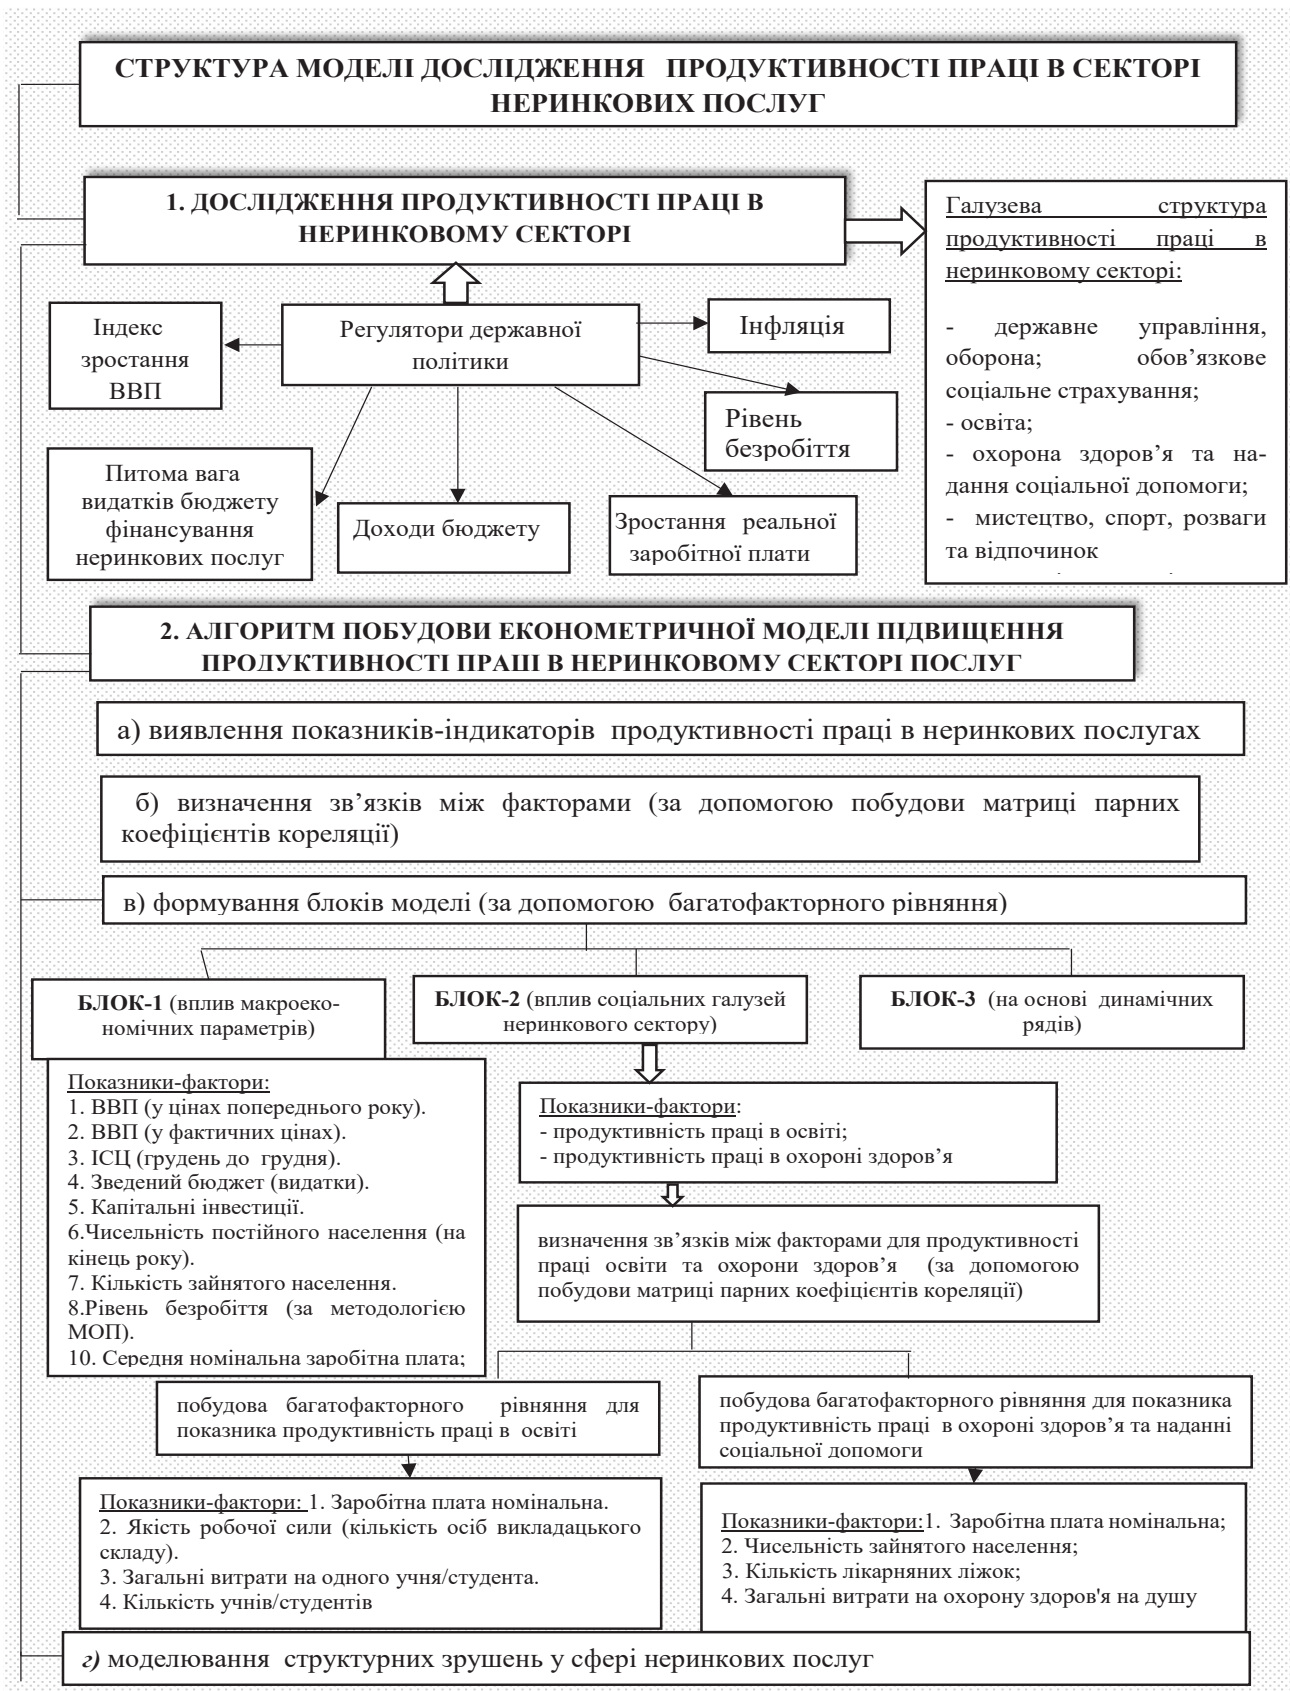 СТРУКТУРА МОДЕЛІ ДОСЛІДЖЕННЯ ПРОДУКТИВНОСТІ ПРАЦІ В СЕКТОРІ
НЕРИНКОВИХ ПОСЛУГ
1. ДОСЛІДЖЕННЯ ПРОДУКТИВНОСТІ ПРАЦІ В
НЕРИНКОВОМУ СЕКТОРІ
Галузева структура
продуктивності праці в
неринковому секторі:
- державне управління,
оборона; обов’язкове
соціальне страхування;
- освіта;
- охорона здоров’я та на-
дання соціальної допомоги;
- мистецтво, спорт, розваги
та відпочинок
Індекс
зростання
ВВП
Регулятори державної
політики
Інфляція
Рівень
безробіття
Питома вага
видатків бюджету
фінансування
неринкових послуг
Доходи бюджету
Зростання реальної
заробітної плати
2. АЛГОРИТМ ПОБУДОВИ ЕКОНОМЕТРИЧНОЇ МОДЕЛІ ПІДВИЩЕННЯ
ПРОДУКТИВНОСТІ ПРАЦІ В НЕРИНКОВОМУ СЕКТОРІ ПОСЛУГ
а) виявлення показників-індикаторів продуктивності праці в неринкових послугах
б) визначення зв’язків між факторами (за допомогою побудови матриці парних
коефіцієнтів кореляції)
в) формування блоків моделі (за допомогою багатофакторного рівняння)
БЛОК-1 (вплив макроеко-
номічних параметрів)
БЛОК-2 (вплив соціальних галузей
неринкового сектору)
БЛОК-3 (на основі динамічних
рядів)
Показники-фактори:
1. ВВП (у цінах попереднього року).
2. ВВП (у фактичних цінах).
3. ІСЦ (грудень до грудня).
4. Зведений бюджет (видатки).
5. Капітальні інвестиції.
6.Чисельність постійного населення (на
кінець року).
7. Кількість зайнятого населення.
8.Рівень безробіття (за методологією
МОП).
10. Середня номінальна заробітна плата;
Показники-фактори:
- продуктивність праці в освіті;
- продуктивність праці в охороні здоров’я
визначення зв’язків між факторами для продуктивності
праці освіти та охорони здоров’я (за допомогою
побудови матриці парних коефіцієнтів кореляції)
побудова багатофакторного рівняння для
показника продуктивність праці в освіті
побудова багатофакторного рівняння для показника
продуктивність праці в охороні здоров’я та наданні
соціальної допомоги
Показники-фактори: 1. Заробітна плата номінальна.
2. Якість робочої сили (кількість осіб викладацького
складу).
3. Загальні витрати на одного учня/студента.
4. Кількість учнів/студентів
Показники-фактори:1. Заробітна плата номінальна;
2. Чисельність зайнятого населення;
3. Кількість лікарняних ліжок;
4. Загальні витрати на охорону здоров'я на душу
г) моделювання структурних зрушень у сфері неринкових послуг